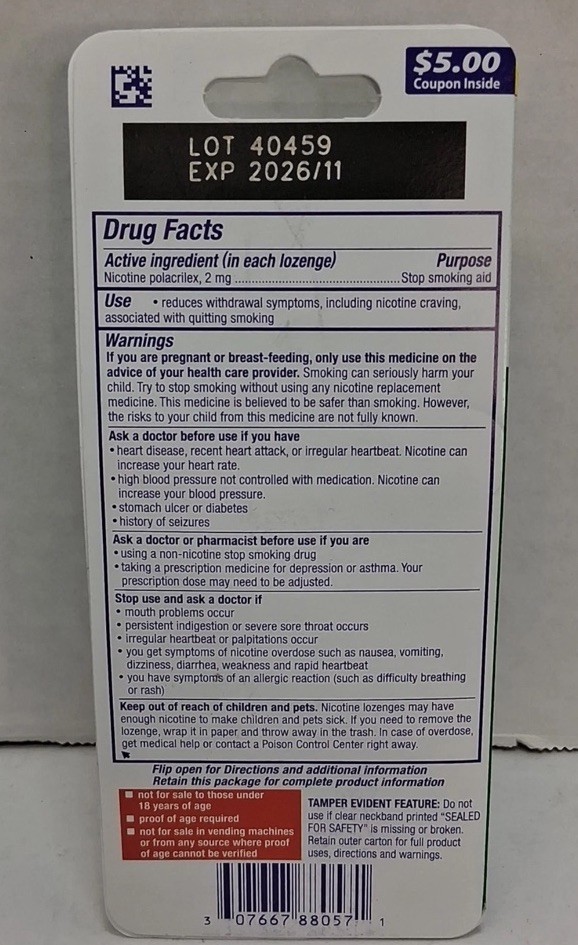 $5.00
Coupon Inside
LOT 40459
EXP 2026/11
Drug Facts
Active ingredient (in each lozenge) Purpose
Nicotine polacrilex, 2 mg ................................................ Stop smoking aid
Use • reduces withdrawal symptoms, including nicotine craving,
associated with quitting smoking
Warnings
If you are pregnant or breast-feeding, only use this medicine on the
advice of your health care provider. Smoking can seriously harm your
child. Try to stop smoking without using any nicotine replacement
medicine. This medicine is believed to be safer than smoking. However,
the risks to your child from this medicine are not fully known.
Ask a doctor before use if you have
• heart disease, recent heart attack, or irregular heartbeat. Nicotine can
increase your heart rate.
• high blood pressure not controlled with medication. Nicotine can
increase your blood pressure.
• stomach ulcer or diabetes
• history of seizures
Ask a doctor or pharmacist before use if you are
• using a non-nicotine stop smoking drug
• taking a prescription medicine for depression or asthma. Your
prescription dose may need to be adjusted.
Stop use and ask a doctor if
• mouth problems occur
• persistent indigestion or severe sore throat occurs
• irregular heartbeat or palpitations occur
• you get symptoms of nicotine overdose such as nausea, vomiting,
dizziness, diarrhea, weakness and rapid heartbeat
• you have symptoms of an allergic reaction (such as difficulty breathing
or rash)
Keep out of reach of children and pets. Nicotine lozenges may have
enough nicotine to make children and pets sick. If you need to remove the
lozenge, wrap it in paper and throw away in the trash. In case of overdose,
get medical help or contact a Poison Control Center right away.
Flip open for Directions and additional information
Retain this package for complete product information
■ not for sale to those under
18 years of age
■ proof of age required
■ not for sale in vending machines
or from any source where proof
of age cannot be verified
TAMPER EVIDENT FEATURE: Do not
use if clear neckband printed "SEALED
FOR SAFETY" is missing or broken.
Retain outer carton for full product
uses, directions and warnings.
3 07667 88057 1